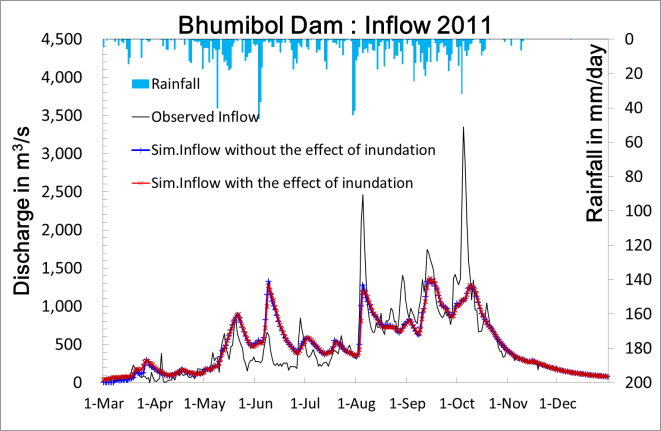 Bhumibol Dam : Inflow 2011
Discharge in m³/s
4,500
4,000
3,500
3,000
2,500
2,000
1,500
1,000
500
0
Rainfall
Observed Inflow
Sim.Inflow without the effect of inundation
Sim.Inflow with the effect of inundation
0
20
40
60
80
100
120
140
160
180
200
Rainfall in mm/day
1-Mar 1-Apr 1-May 1-Jun 1-Jul 1-Aug 1-Sep 1-Oct 1-Nov 1-Dec